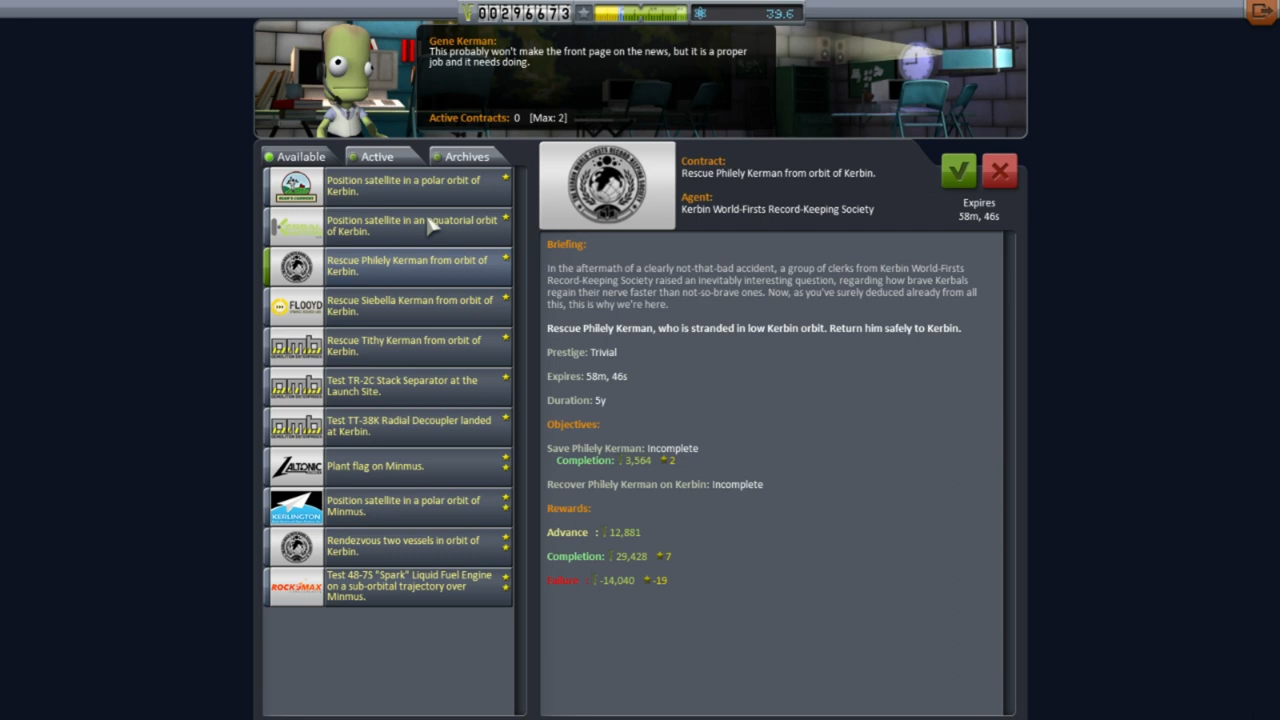 00296673
39.6
Gene Kerman:
This probably won't make the front page on the news, but it is a proper
job and it needs doing.
Active Contracts: 0 [Max: 2]
Available
Active
Archives
Position satellite in a polar orbit of
Kerbin.
Position satellite in an equatorial orbit
of Kerbin.
Rescue Philely Kerman from orbit of
Kerbin.
FLOOYD
Rescue Siebella Kerman from orbit of
Kerbin.
Rescue Tithy Kerman from orbit of
Kerbin.
Test TR-2C Stack Separator at the
Launch Site.
Test TT-38K Radial Decoupler landed
at Kerbin.
Plant flag on Minmus.
KERLINGTON
Position satellite in a polar orbit of
Minmus.
Rendezvous two vessels in orbit of
Kerbin.
ROCKOMAX
Test 48-7S "Spark" Liquid Fuel Engine
on a sub-orbital trajectory over
Minmus.
Contract:
Rescue Philely Kerman from orbit of Kerbin.
Agent:
Kerbin World-Firsts Record-Keeping Society
Expires
58m, 46s
Briefing:
In the aftermath of a clearly not-that-bad accident, a group of clerks from Kerbin World-Firsts
Record-Keeping Society raised an inevitably interesting question, regarding how brave Kerbals
regain their nerve faster than not-so-brave ones. Now, as you've surely deduced already from all
this, this is why we're here.
Rescue Philely Kerman, who is stranded in low Kerbin orbit. Return him safely to Kerbin.
Prestige: Trivial
Expires: 58m, 46s
Duration: 5y
Objectives:
Save Philely Kerman: Incomplete
Completion: 3,564 2
Recover Philely Kerman on Kerbin: Incomplete
Rewards:
Advance : 12,881
Completion: 29,428 7
Failure : -14,040 -19